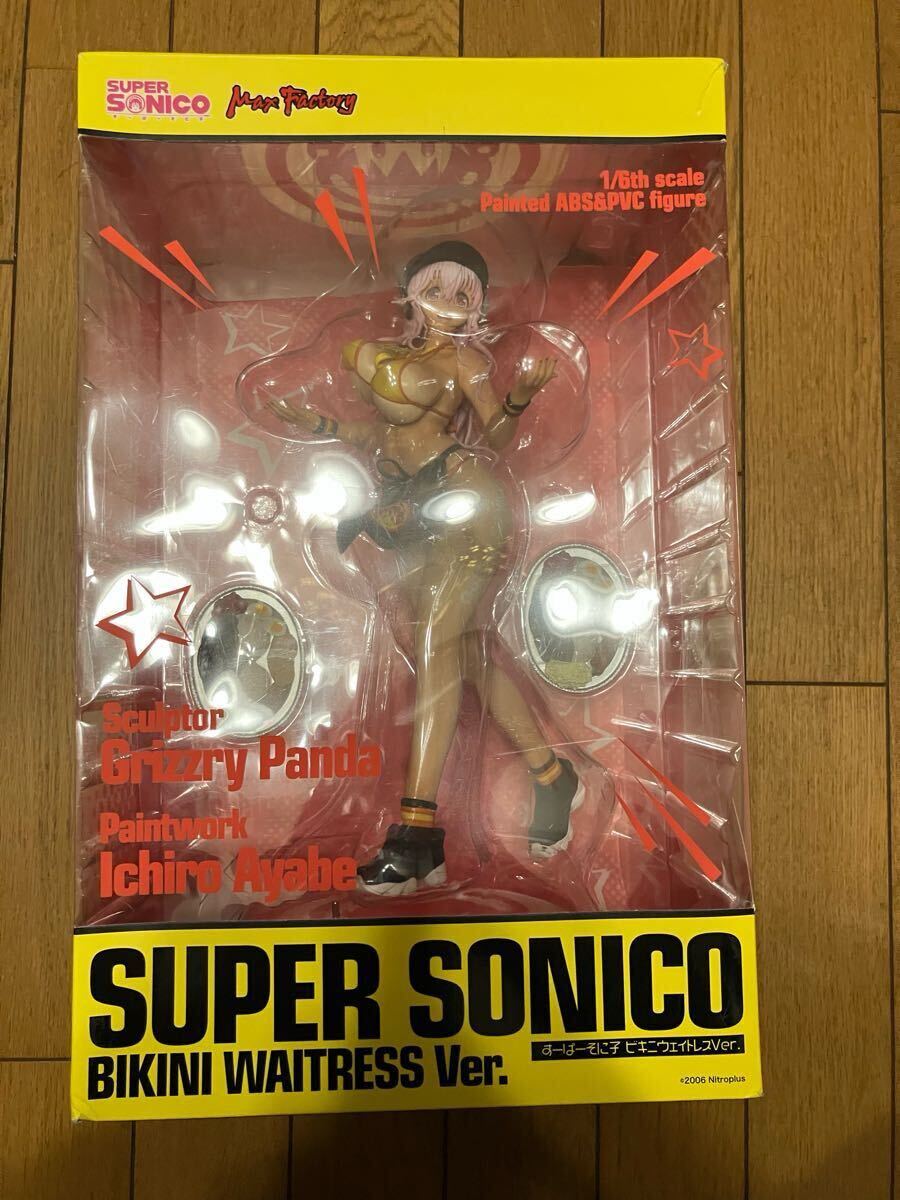 SUPER
SONICO
Max Factory
1/6th scale
Painted ABS&PVC figure
Sculptor
Grizzry Panda
Paintwork
Ichiro Ayabe
SUPER SONICO
BIKINI WAITRESS Ver.
すーぱーそに子 ビキニウェイトレスVer.
©2006 Nitroplus